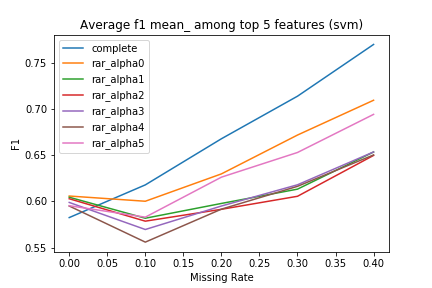 Average f1 mean_ among top 5 features (svm)
complete
rar_alpha0
rar_alpha1
rar_alpha2
rar_alpha3
rar_alpha4
rar_alpha5
F1
0.75
0.70
0.65
0.60
0.55
0.00 0.05 0.10 0.15 0.20 0.25 0.30 0.35 0.40
Missing Rate